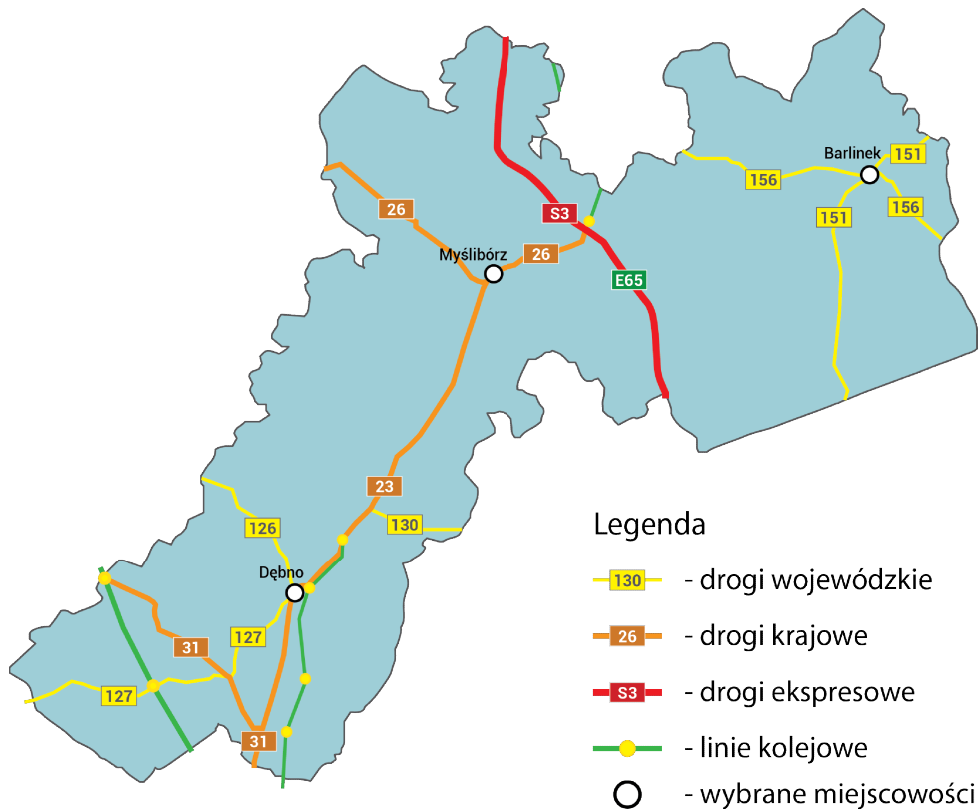 151
Barlinek
156
26
151
156
S3
Myślibórz
26
E65
23
126
130
Legenda
Dębno
130 - drogi wojewódzkie
127
31
26 - drogi krajowe
127
S3 - drogi ekspresowe
31
- linie kolejowe
- wybrane miejscowości